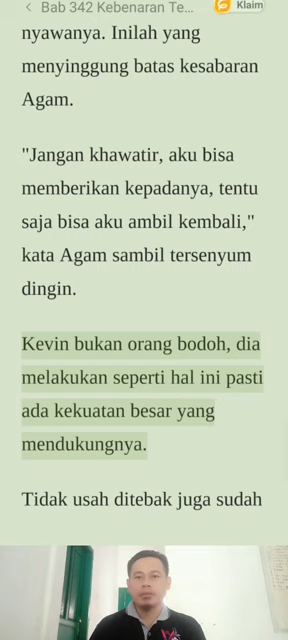 Bab 342 Kebenaran Te...
Klaim
nyawanya. Inilah yang
menyinggung batas kesabaran
Agam.
"Jangan khawatir, aku bisa
memberikan kepadanya, tentu
saja bisa aku ambil kembali,"
kata Agam sambil tersenyum
dingin.
Kevin bukan orang bodoh, dia
melakukan seperti hal ini pasti
ada kekuatan besar yang
mendukungnya.
Tidak usah ditebak juga sudah